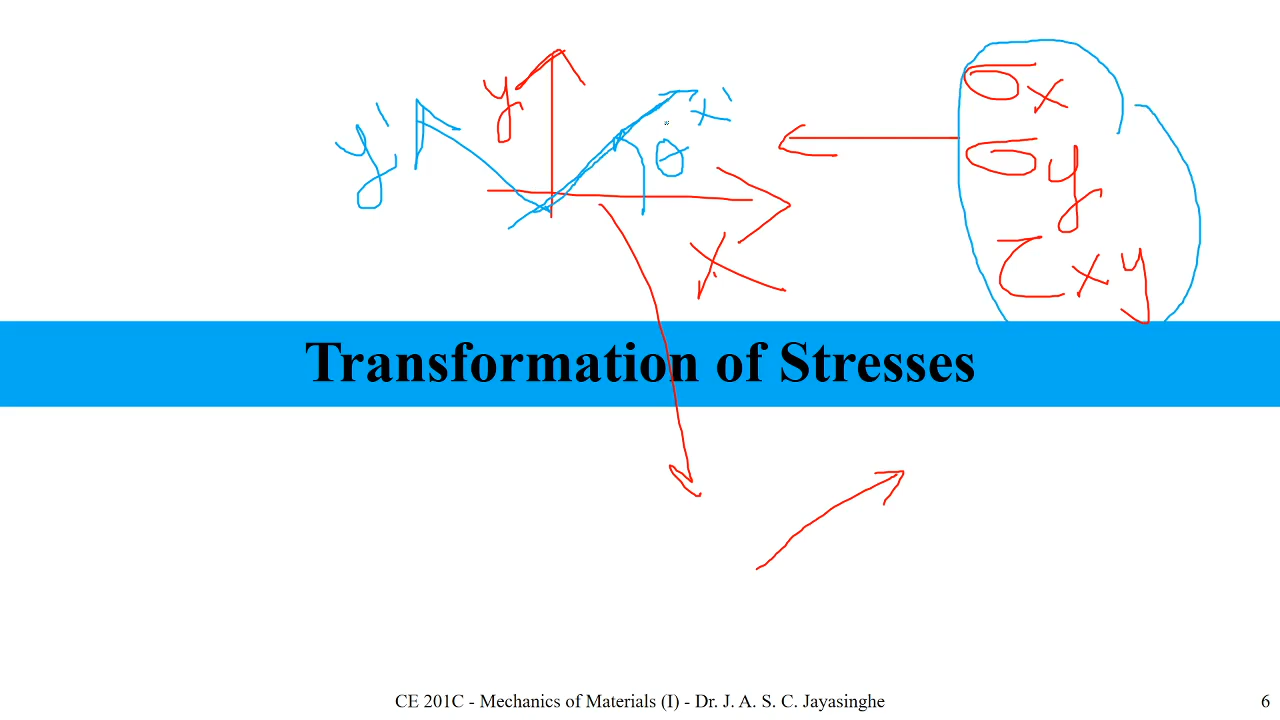 y
x'
y'
θ
x
σx
σy
τxy
Transformation of Stresses
CE 201C - Mechanics of Materials (I) - Dr. J. A. S. C. Jayasinghe
6